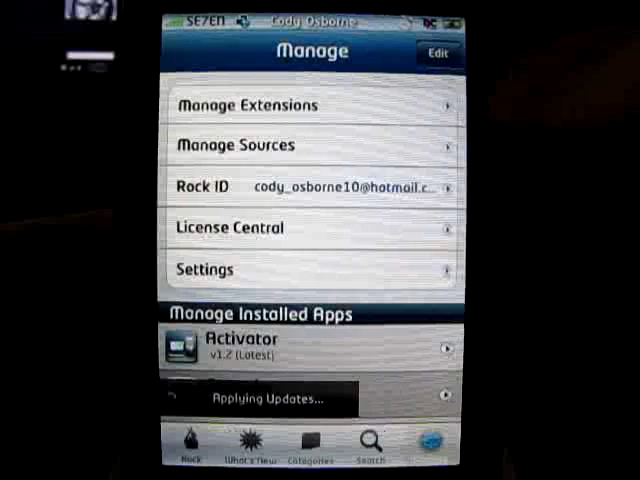 SE7EN Cody Osborne
Manage
Edit
Manage Extensions
Manage Sources
Rock ID cody_osborne10@hotmail.c...
License Central
Settings
Manage Installed Apps
Activator
v1.2 (Latest)
Applying Updates...
Rock What's New Categories Search